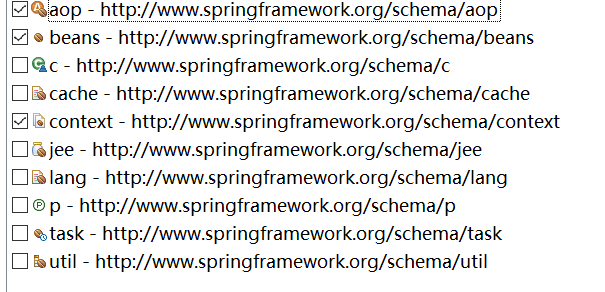 aop - http://www.springframework.org/schema/aop
beans - http://www.springframework.org/schema/beans
c - http://www.springframework.org/schema/c
cache - http://www.springframework.org/schema/cache
context - http://www.springframework.org/schema/context
jee - http://www.springframework.org/schema/jee
lang - http://www.springframework.org/schema/lang
p - http://www.springframework.org/schema/p
task - http://www.springframework.org/schema/task
util - http://www.springframework.org/schema/util